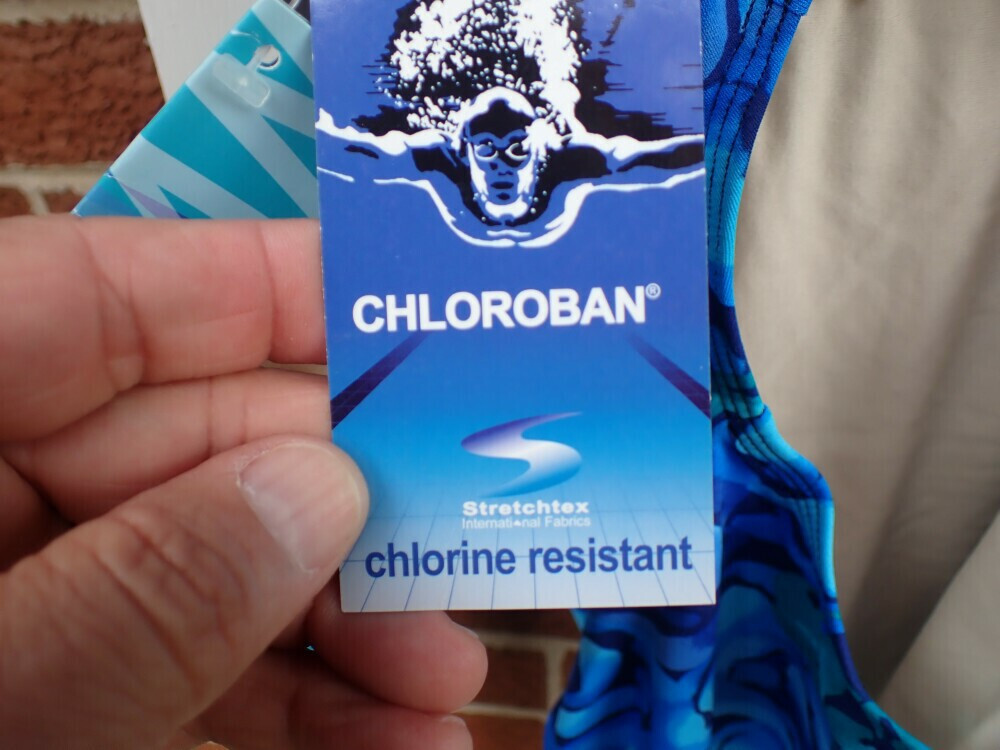 CHLOROBAN®
Stretchtex
International Fabrics
chlorine resistant